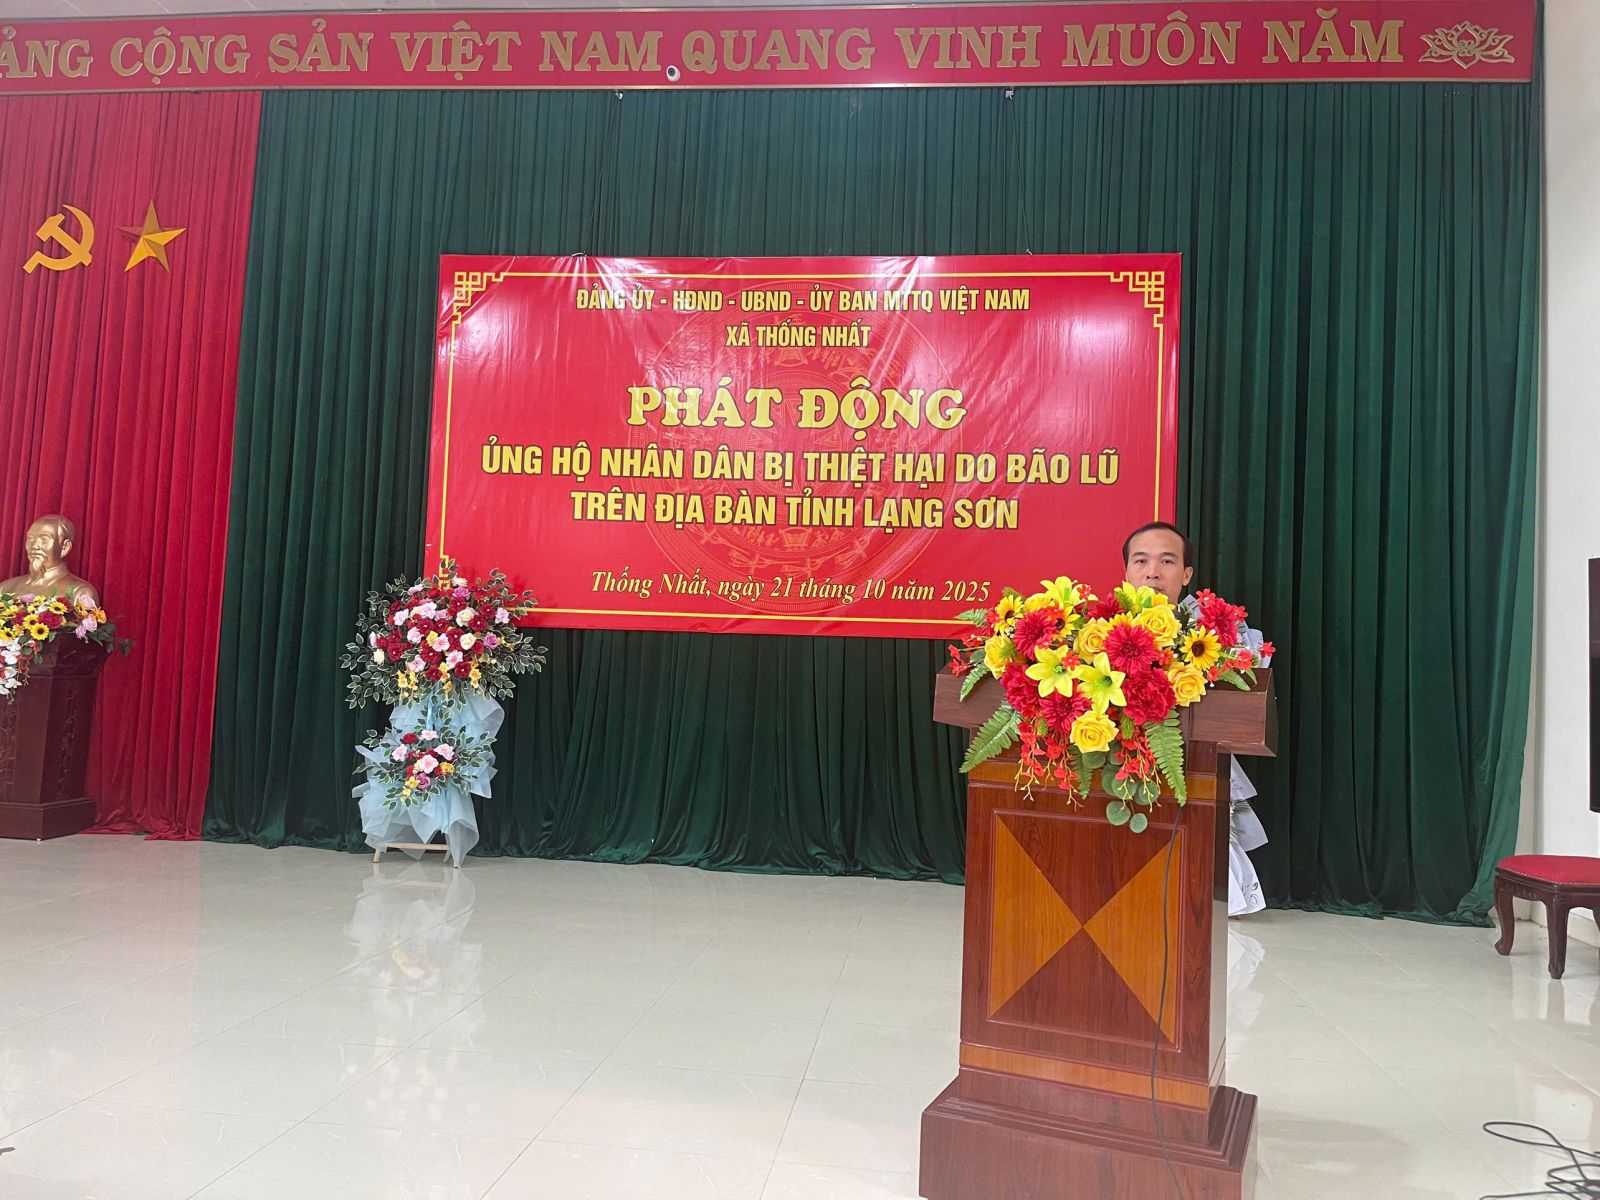 ẢNG CỘNG SẢN VIỆT NAM QUANG VINH MUÔN NĂM
ĐẢNG ỦY - HĐND - UBND - ỦY BAN MTTQ VIỆT NAM
XÃ THỐNG NHẤT
PHÁT ĐỘNG
ỦNG HỘ NHÂN DÂN BỊ THIỆT HẠI DO BÃO LŨ
TRÊN ĐỊA BÀN TỈNH LẠNG SƠN
Thống Nhất, ngày 21 tháng 10 năm 2025